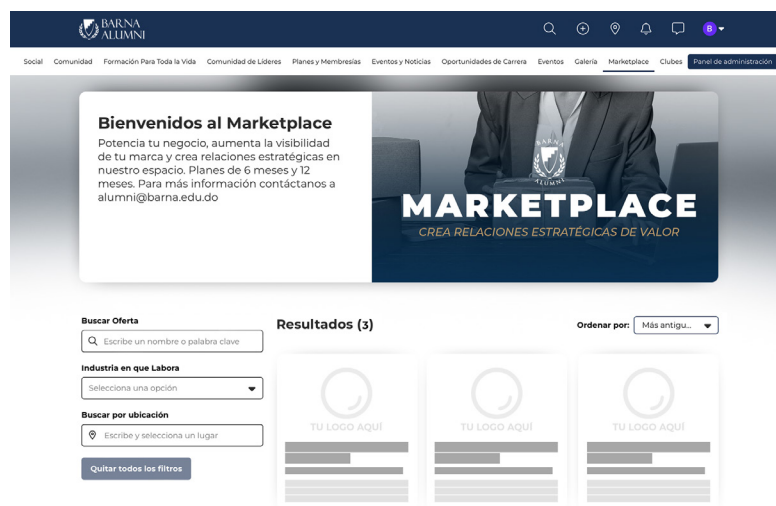 BARNA
ALUMNI
B
Social Comunidad Formación Para Toda la Vida Comunidad de Líderes Planes y Membresías Eventos y Noticias Oportunidades de Carrera Eventos Galería Marketplace Clubes Panel de administración
Bienvenidos al Marketplace
Potencia tu negocio, aumenta la
visibilidad
de tu marca y crea relaciones estratégicas en
nuestro espacio. Planes de 6 meses y 12
meses. Para más información contáctanos a
alumni@barna.edu.do
BARNA
ALUMNI
MARKETPLACE
CREA RELACIONES ESTRATÉGICAS DE VALOR
Buscar Oferta
Escribe un nombre o palabra clave
Industria en que Labora
Selecciona una opción
Buscar por ubicación
Escribe y selecciona un lugar
Quitar todos los filtros
Resultados (3)
Ordenar por: Más antigu...
TU LOGO AQUÍ TU LOGO AQUÍ TU LOGO AQUÍ